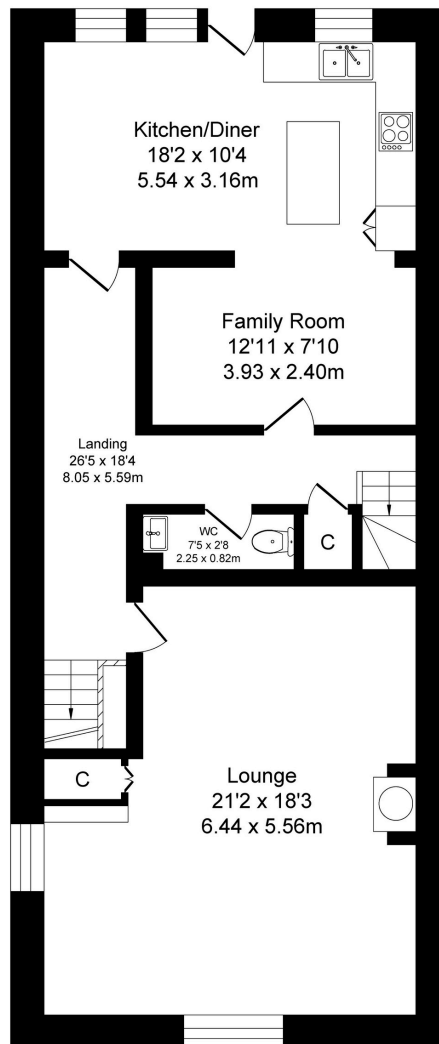 Kitchen/Diner
18'2 x 10'4
5.54 x 3.16m
Family Room
12'11 x 7'10
3.93 x 2.40m
Landing
26'5 x 18'4
8.05 x 5.59m
WC
7'5 x 2'8
2.25 x 0.82m
C
C
Lounge
21'2 x 18'3
6.44 x 5.56m